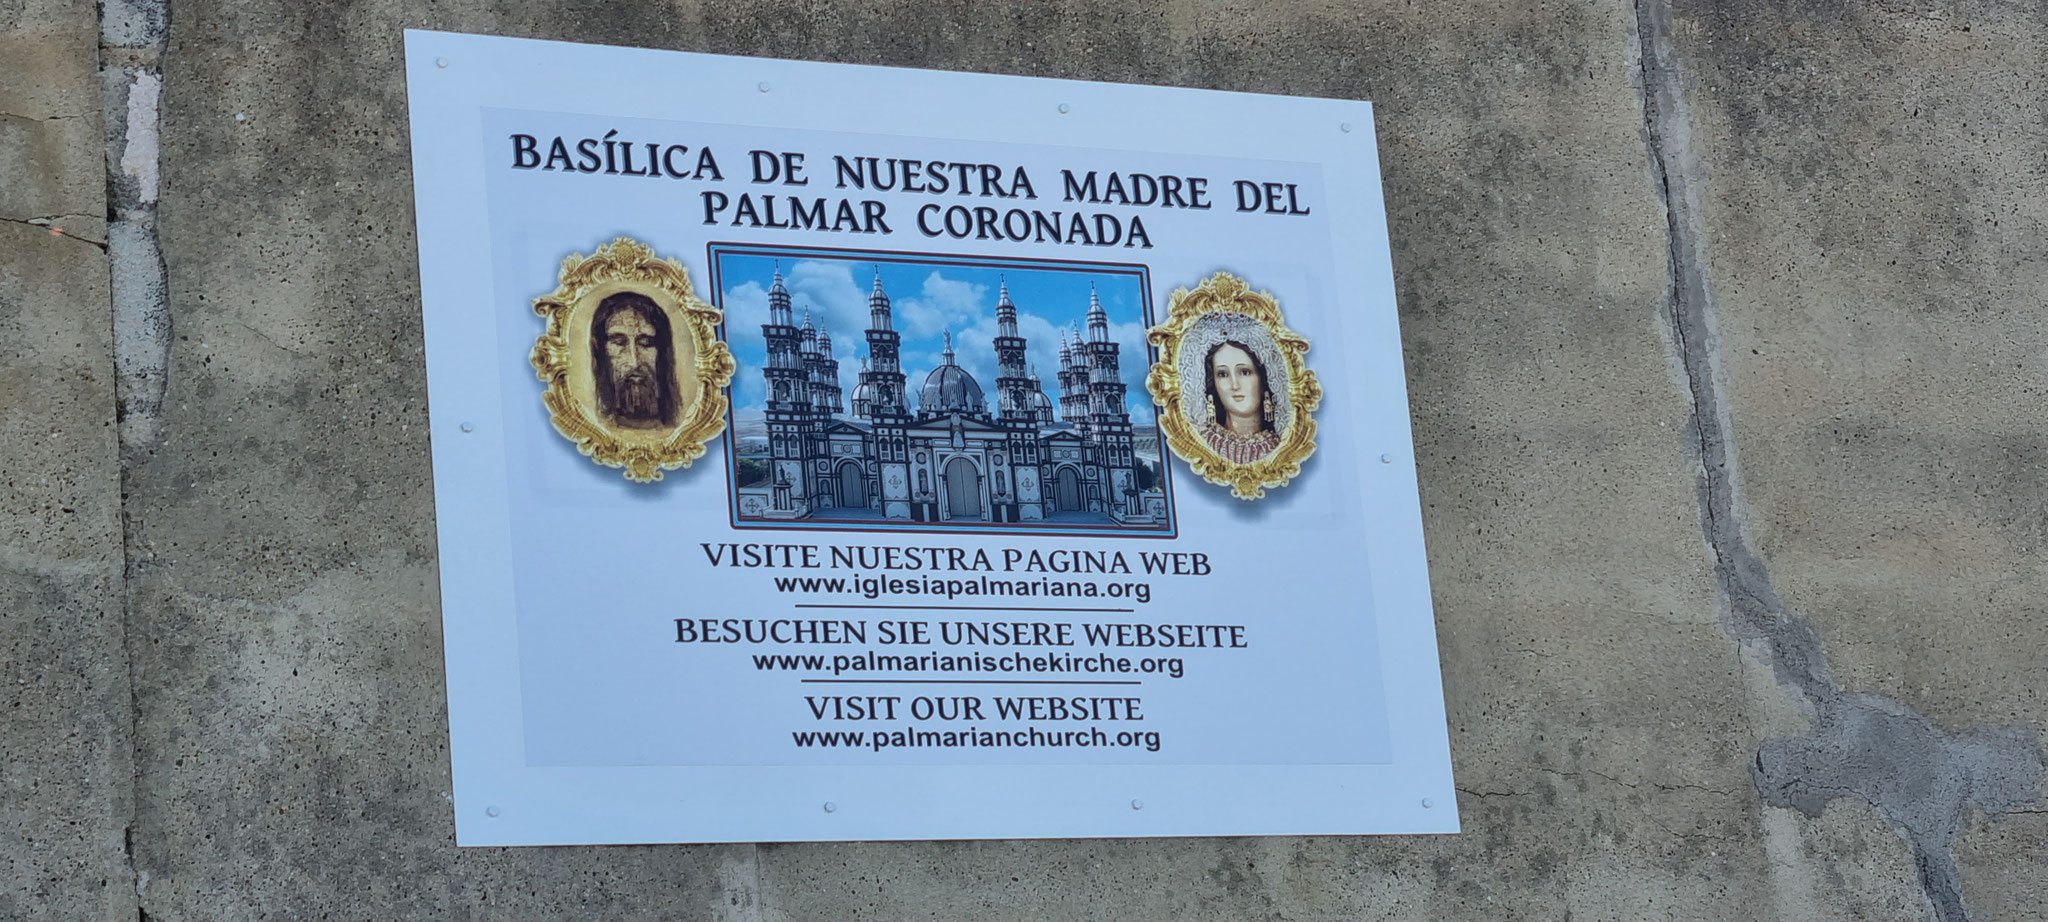 BASÍLICA DE NUESTRA MADRE DEL
PALMAR CORONADA
VISITE NUESTRA PAGINA WEB
www.iglesiapalmariana.org
BESUCHEN SIE UNSERE WEBSEITE
www.palmarianischekirche.org
VISIT OUR WEBSITE
www.palmarianchurch.org